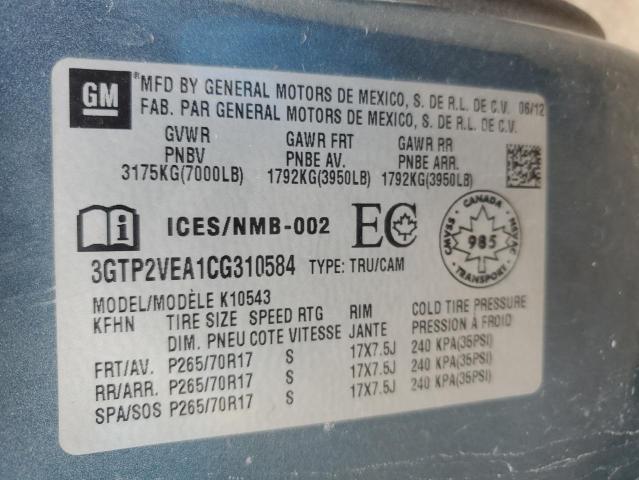 GM
®MFD BY GENERAL MOTORS DE MEXICO, S. DE R.L. DE C.V. 06/12
FAB. PAR GENERAL MOTORS DE MEXICO, S. DE R.L. DE C.V.
GVWR GAWR FRT GAWR RR
PNBV PNBE AV. PNBE ARR.
3175KG(7000LB) 1792KG(3950LB) 1792KG(3950LB)
i ICES/NMB-002 EC
CANADA
CMVSS 985 MVAC
TRANSPORT
3GTP2VEA1CG310584 TYPE: TRU/CAM
MODEL/MODÈLE K10543
KFHN TIRE SIZE SPEED RTG RIM COLD TIRE PRESSURE
DIM. PNEU COTE VITESSE JANTE PRESSION À FROID
FRT/AV. P265/70R17 S 17X7.5J 240 KPA(35PSI)
RR/ARR. P265/70R17 S 17X7.5J 240 KPA(35PSI)
SPA/SOS P265/70R17 S 17X7.5J 240 KPA(35PSI)